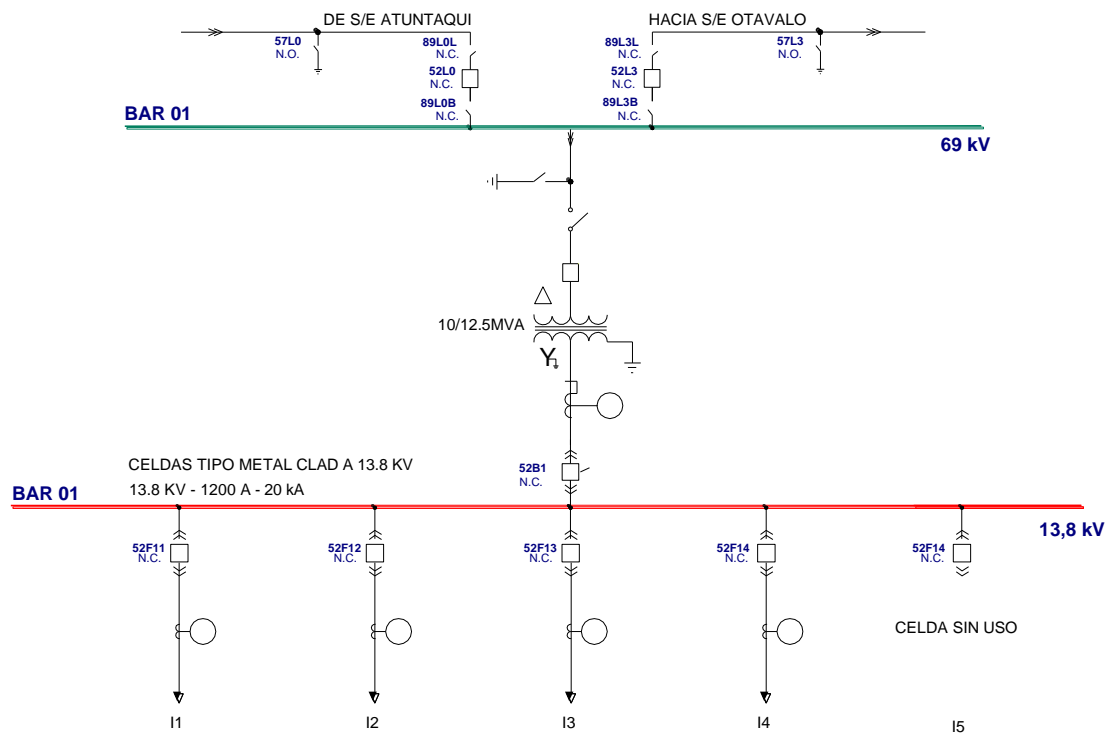 DE S/E ATUNTAQUI
HACIA S/E OTAVALO
57L0
N.O.
89L0L
N.C.
89L3L
N.C.
57L3
N.O.
52L0
N.C.
52L3
N.C.
89L0B
N.C.
89L3B
N.C.
BAR 01
69 kV
10/12.5MVA
Y
CELDAS TIPO METAL CLAD A 13.8 KV
13.8 KV - 1200 A - 20 kA
52B1
N.C.
BAR 01
13,8 kV
52F11
N.C.
52F12
N.C.
52F13
N.C.
52F14
N.C.
52F14
N.C.
CELDA SIN USO
I1
I2
I3
I4
I5